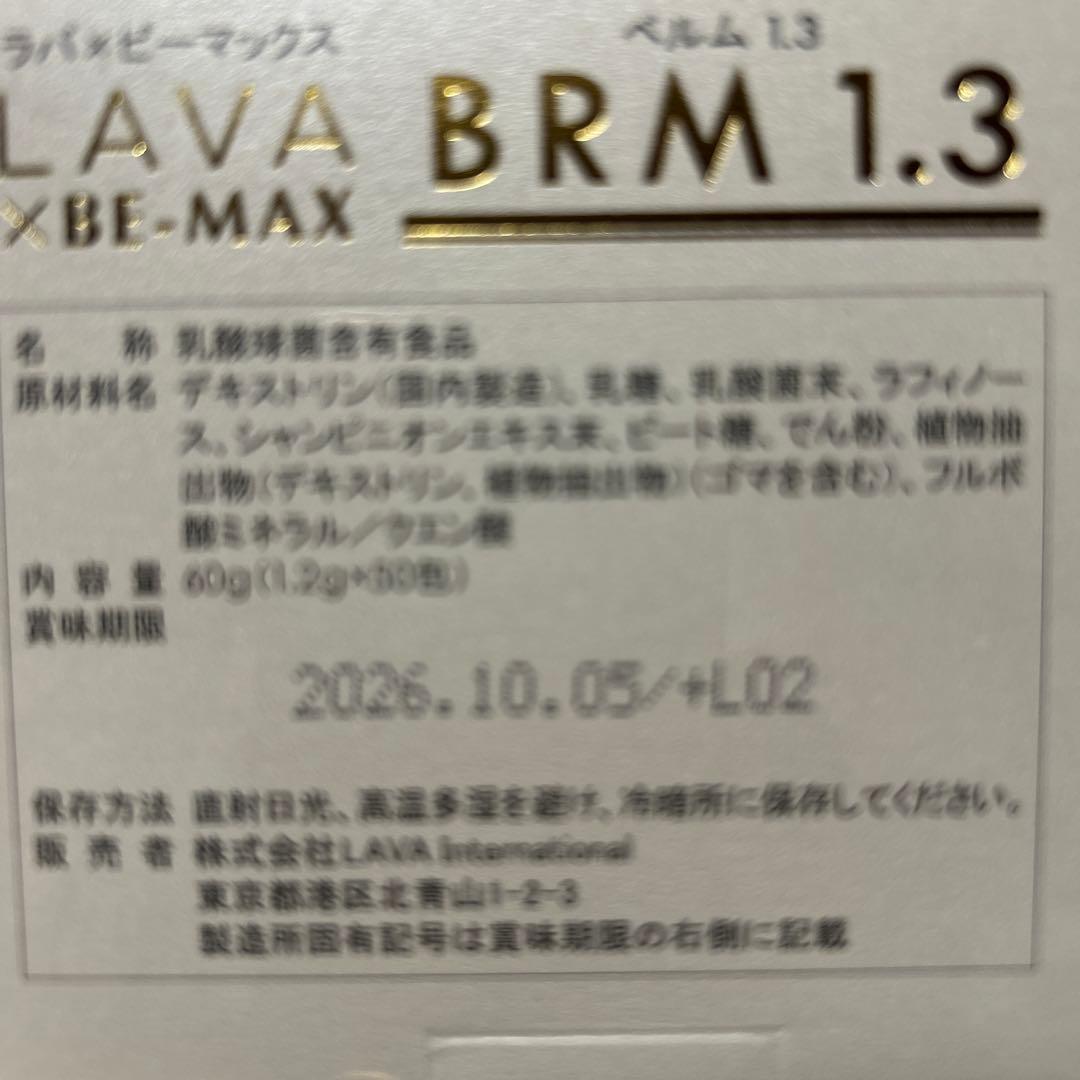 ラバ×ビーマックス
ベルム 1.3
LAVA
×BE-MAX
BRM 1.3
名称 乳酸球菌含有食品
原材料名 デキストリン(国内製造)、乳糖、乳酸菌末、ラフィノー
ス、シャンピニオンエキス末、ビート糖、でん粉、植物抽
出物(デキストリン、植物抽出物)(ゴマを含む)、フルボ
酸ミネラル/クエン酸
内容量 60g(1.2g×50包)
賞味期限
2026.10.05/+L02
保存方法 直射日光、高温多湿を避け、冷暗所に保存してください。
販売者 株式会社LAVA International
東京都港区北青山1-2-3
製造所固有記号は賞味期限の右側に記載